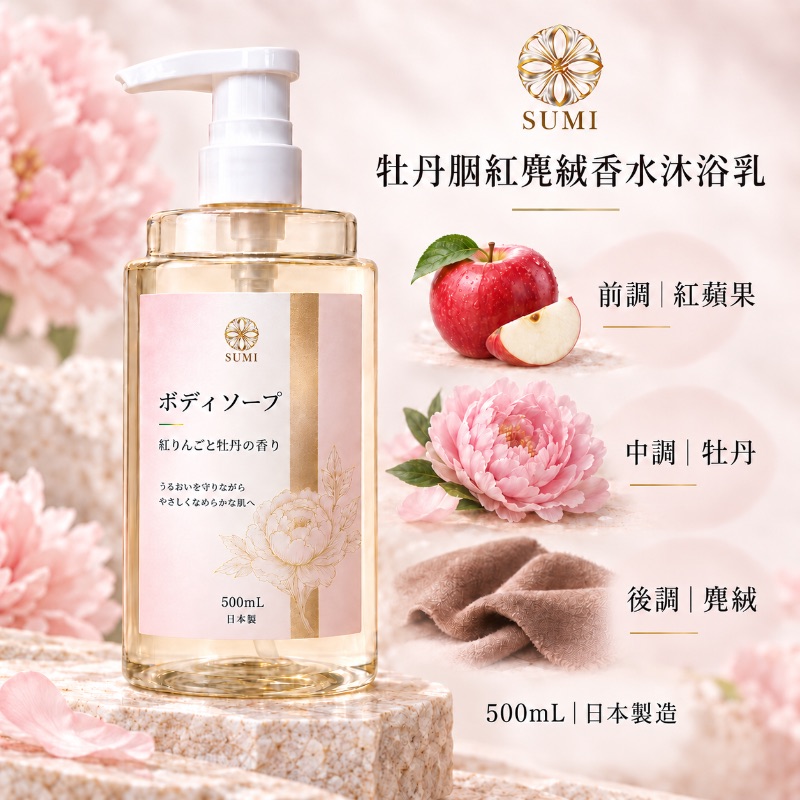 SUMI
牡丹胭紅麂絨香水沐浴乳
前調|紅蘋果
中調|牡丹
後調|麂絨
500mL|日本製造
SUMI
ボディソープ
紅りんごと牡丹の香り
うるおいを守りながら
やさしくなめらかな肌へ
500mL
日本製